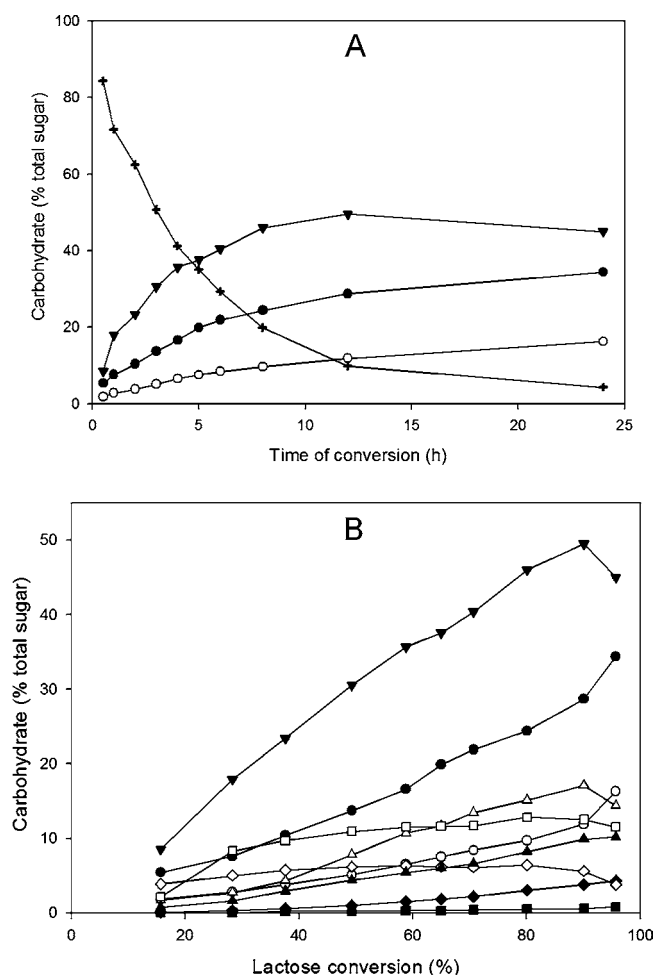 A
Carbohydrate (% total sugar)
100
80
60
40
20
0
0 5 10 15 20 25
Time of conversion (h)
B
Carbohydrate (% total sugar)
50
40
30
20
10
0
0 20 40 60 80 100
Lactose conversion (%)